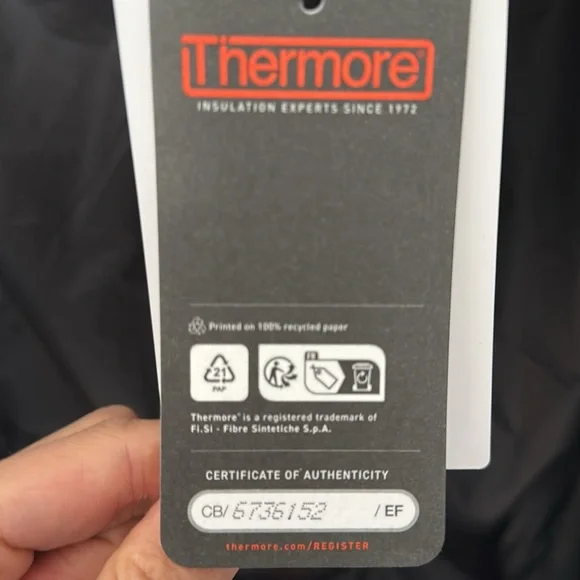 Thermore®
INSULATION EXPERTS SINCE 1972
Printed on 100% recycled paper
21
PAP
FR
Thermore® is a registered trademark of
Fi.Si - Fibre Sintetiche S.p.A.
CERTIFICATE OF AUTHENTICITY
CB/ 6736152 / EF
thermore.com/REGISTER